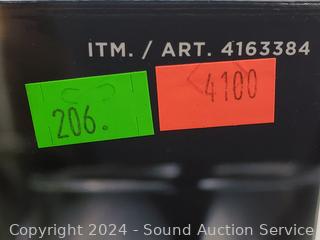 ITM. / ART. 4163384
206.
4100
Copyright 2024 - Sound Auction Service